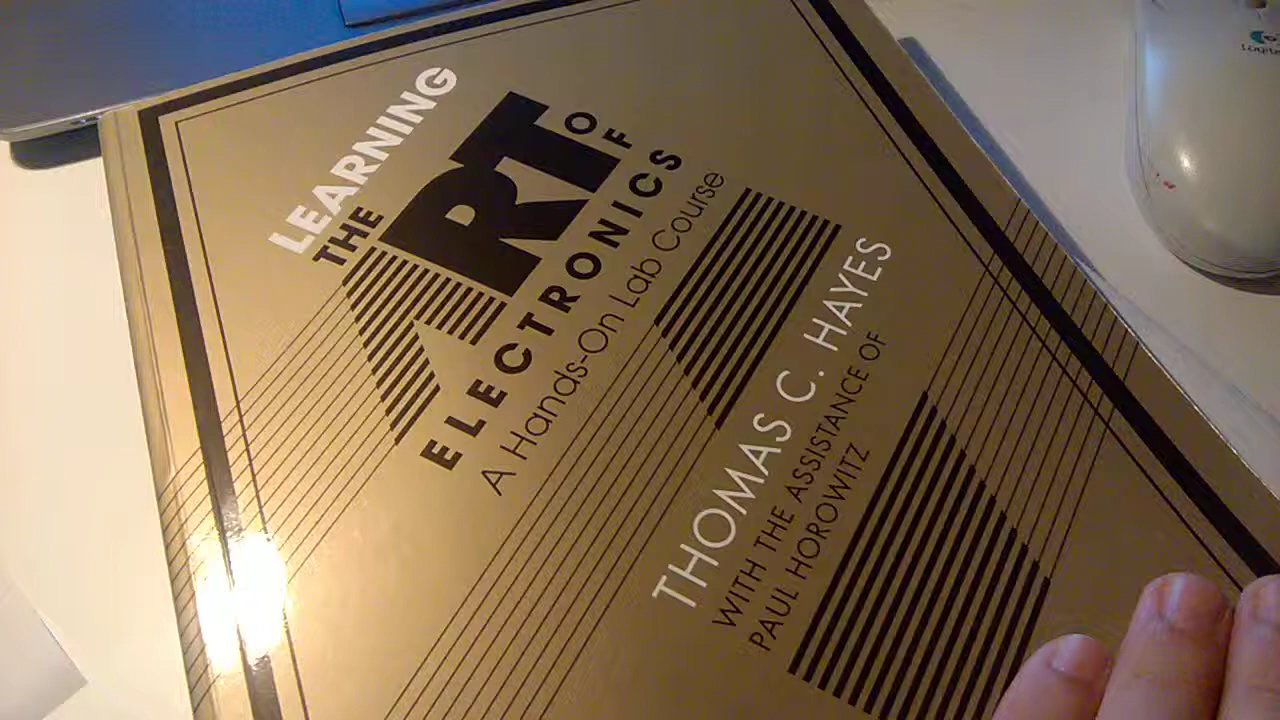 LEARNING
THE
ART
OF
ELECTRONICS
A Hands-On Lab Course
THOMAS C. HAYES
WITH THE ASSISTANCE OF
PAUL HOROWITZ